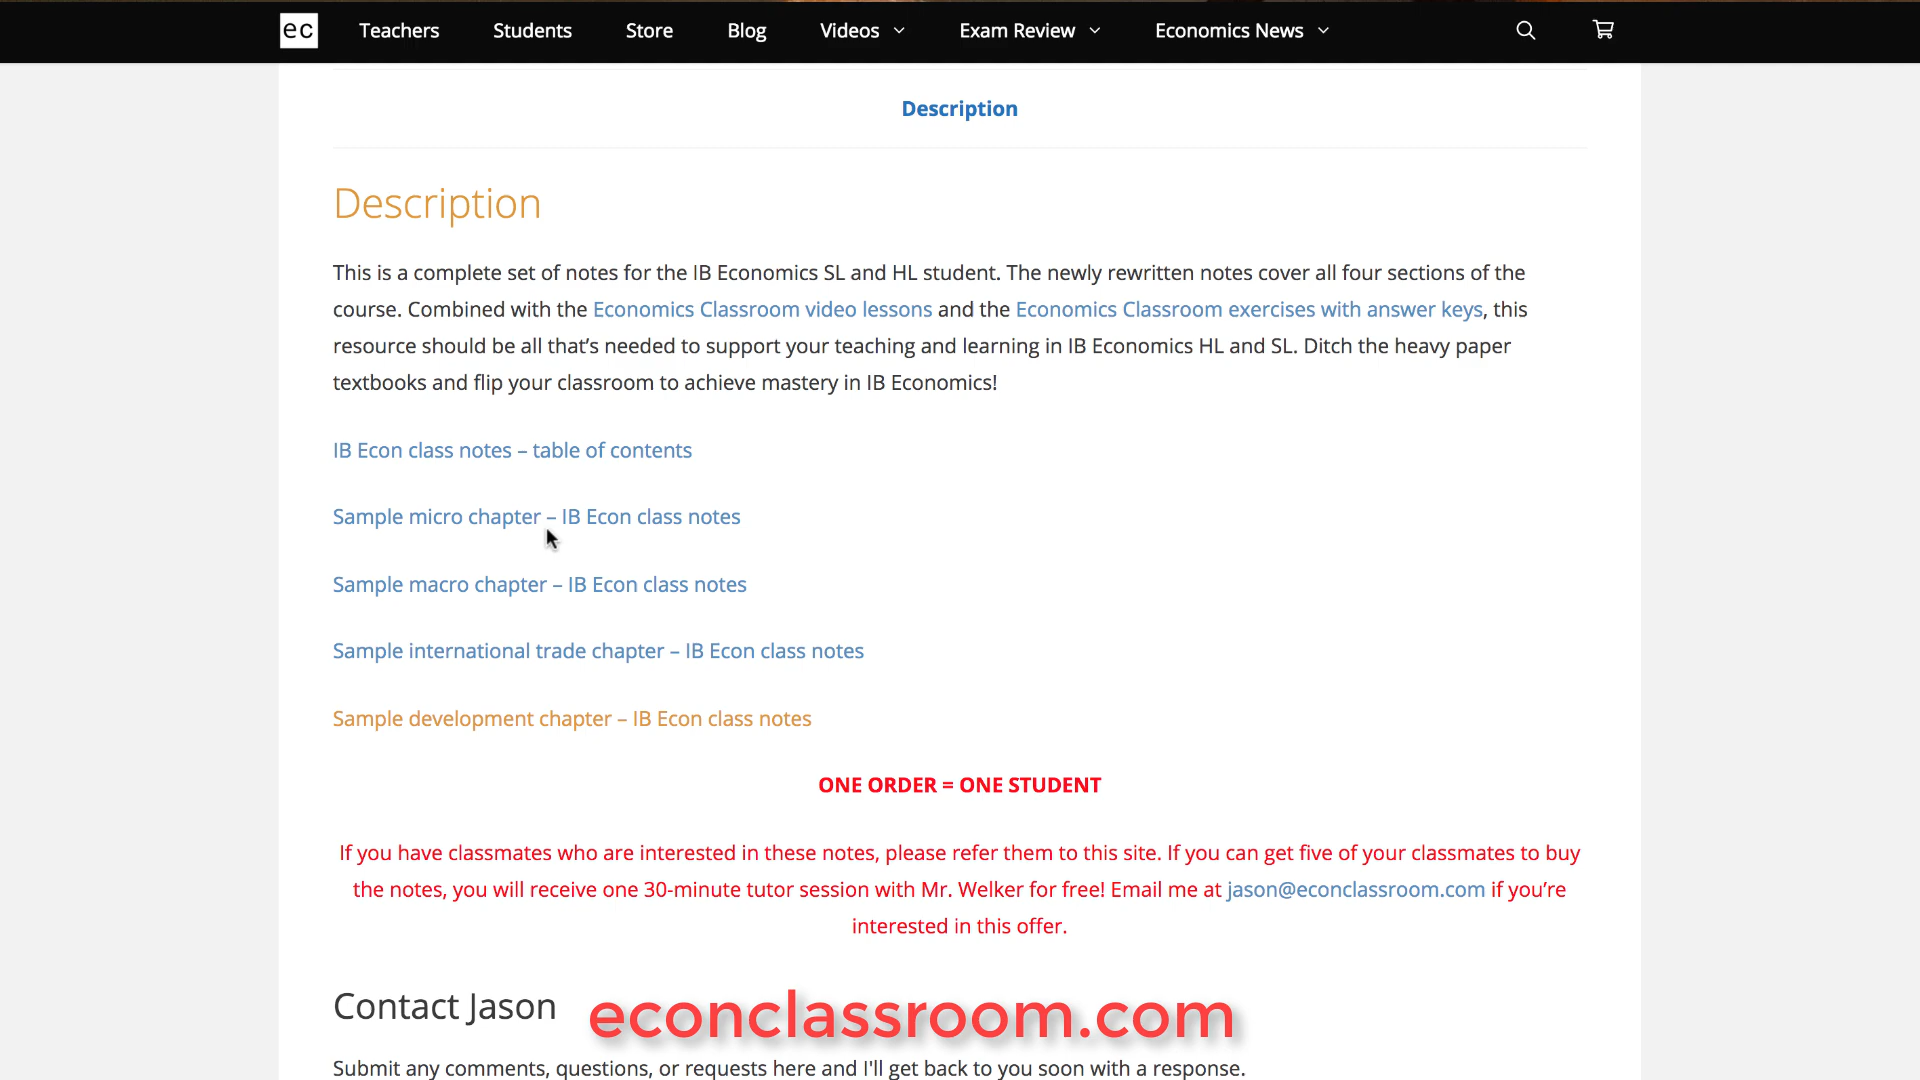 ec Teachers Students Store Blog Videos Exam Review Economics News
Description
Description
This is a complete set of notes for the IB Economics SL and HL student. The newly rewritten notes cover all four sections of the
course. Combined with the Economics Classroom video lessons and the Economics Classroom exercises with answer keys, this
resource should be all that's needed to support your teaching and learning in IB Economics HL and SL. Ditch the heavy paper
textbooks and flip your classroom to achieve mastery in IB Economics!
IB Econ class notes – table of contents
Sample micro chapter – IB Econ class notes
Sample macro chapter – IB Econ class notes
Sample international trade chapter – IB Econ class notes
Sample development chapter – IB Econ class notes
ONE ORDER = ONE STUDENT
If you have classmates who are interested in these notes, please refer them to this site. If you can get five of your classmates to buy
the notes, you will receive one 30-minute tutor session with Mr. Welker for free! Email me at jason@econclassroom.com if you're
interested in this offer.
Contact Jason
econclassroom.com
Submit any comments, questions, or requests here and I'll get back to you soon with a response.